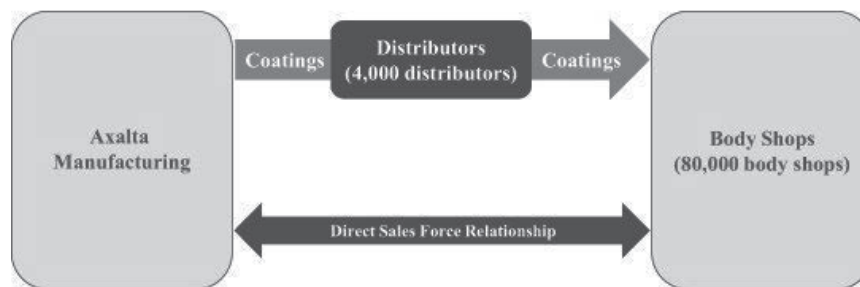 Distributors
(4,000 distributors)
Coatings
Coatings
Axalta
Manufacturing
Body Shops
(80,000 body shops)
Direct Sales Force Relationship